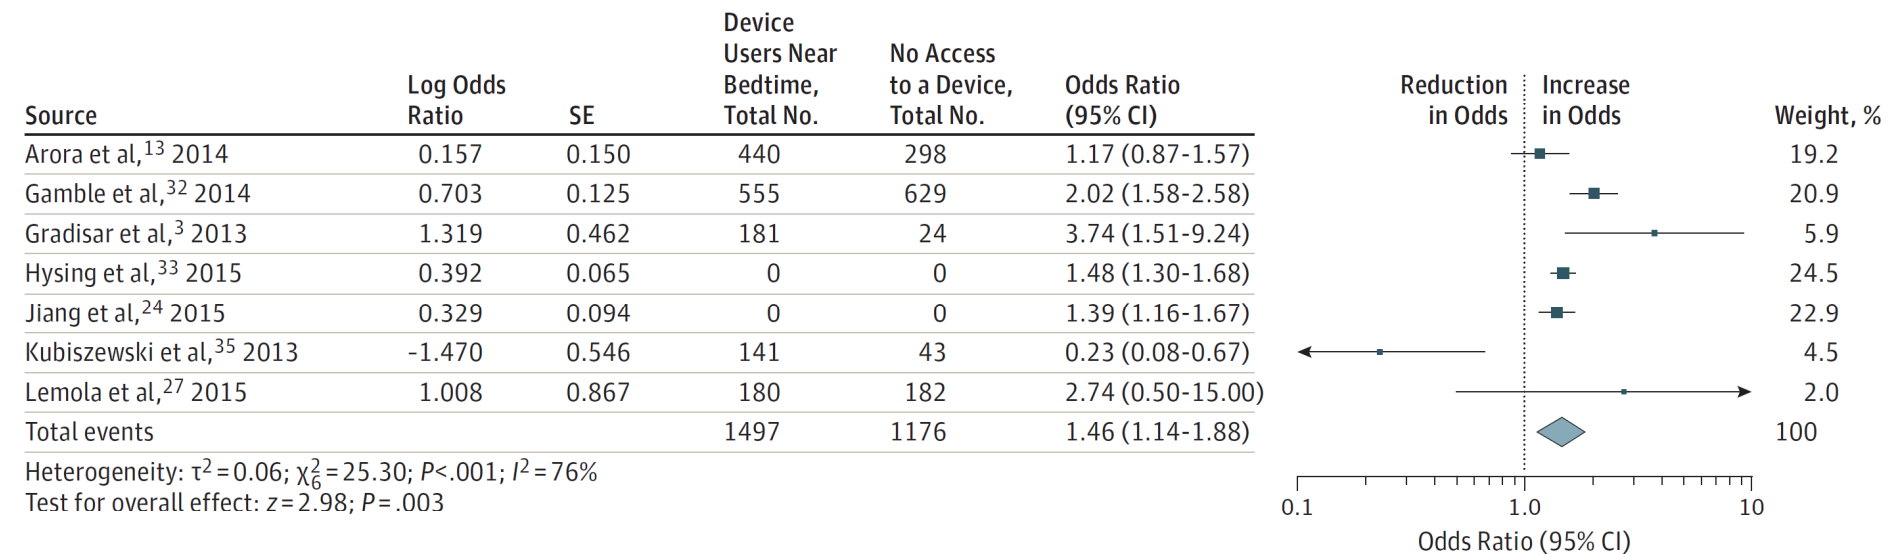 Source Log Odds Ratio SE Device Users Near Bedtime, Total No. No Access to a Device, Total No. Odds Ratio (95% CI) Reduction in Odds Increase in Odds Weight, %
Arora et al,13 2014 0.157 0.150 440 298 1.17 (0.87-1.57) 19.2
Gamble et al,32 2014 0.703 0.125 555 629 2.02 (1.58-2.58) 20.9
Gradisar et al,3 2013 1.319 0.462 181 24 3.74 (1.51-9.24) 5.9
Hysing et al,33 2015 0.392 0.065 0 0 1.48 (1.30-1.68) 24.5
Jiang et al,24 2015 0.329 0.094 0 0 1.39 (1.16-1.67) 22.9
Kubiszewski et al,35 2013 -1.470 0.546 141 43 0.23 (0.08-0.67) 4.5
Lemola et al,27 2015 1.008 0.867 180 182 2.74 (0.50-15.00) 2.0
Total events 1497 1176 1.46 (1.14-1.88) 100
Heterogeneity: τ2 = 0.06; χ26 = 25.30; P<.001; I2 = 76%
Test for overall effect: z = 2.98; P = .003
0.1 1.0 10
Odds Ratio (95% CI)